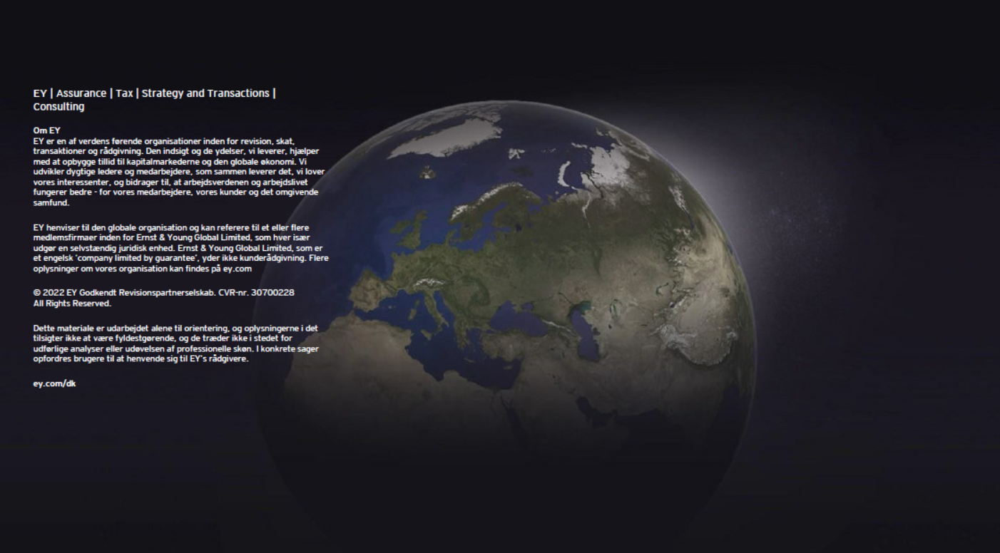 EY | Assurance | Tax | Strategy and Transactions |
Consulting
Om EY
EY er en af verdens førende organisationer inden for revision, skat,
transaktioner og rådgivning. Den indsigt og de ydelser, vi leverer, hjælper
med at opbygge tillid til kapitalmarkederne og den globale økonomi. Vi
udvikler dygtige ledere og medarbejdere, som sammen leverer det, vi lover
vores interessenter, og bidrager til, at arbejdsverdenen og arbejdslivet
fungerer bedre - for vores medarbejdere, vores kunder og det omgivende
samfund.
EY henviser til den globale organisation og kan referere til et eller flere
medlemsfirmaer inden for Ernst & Young Global Limited, som hver især
udgør en selvstændig juridisk enhed. Ernst & Young Global Limited, som er
et engelsk 'company limited by guarantee', yder ikke kunderådgivning. Flere
oplysninger om vores organisation kan findes på ey.com
© 2022 EY Godkendt Revisionspartnerselskab. CVR-nr. 30700228
All Rights Reserved.
Dette materiale er udarbejdet alene til orientering, og oplysningerne i det
tilsigter ikke at være fyldestgørende, og de træder ikke i stedet for
udførlige analyser eller udøvelsen af professionelle skøn. I konkrete sager
opfordres brugere til at henvende sig til EY's rådgivere.
ey.com/dk